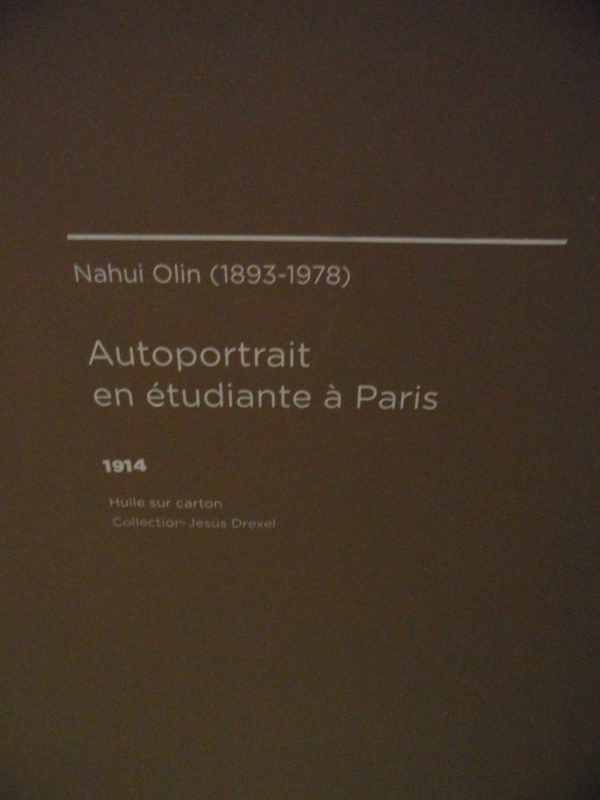 Nahui Olin (1893-1978)
Autoportrait
en étudiante à Paris
1914
Huile sur carton
Collection Jesús Drexel